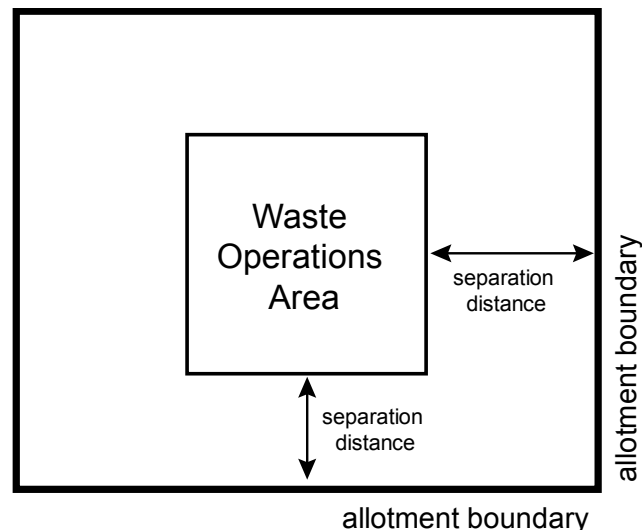 Waste
Operations
Area
separation
distance
separation
distance
allotment boundary
allotment boundary